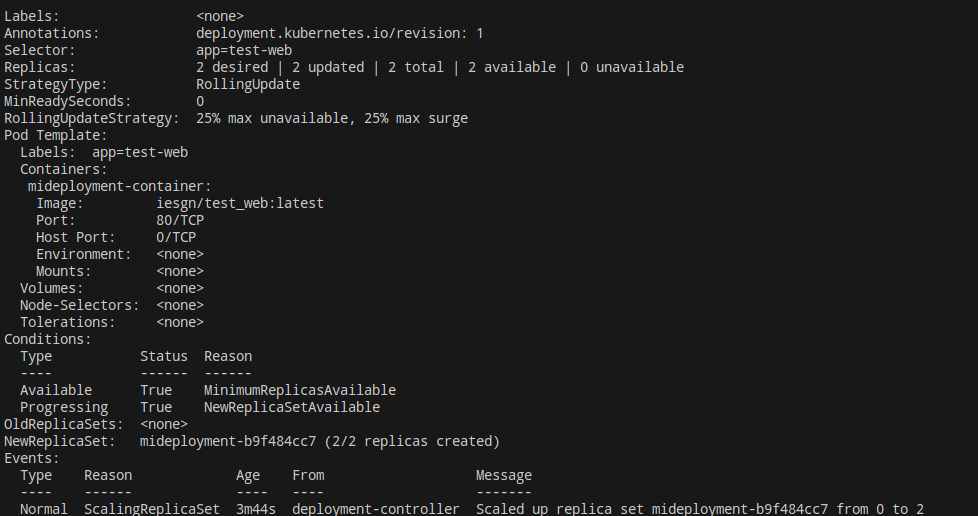 Labels:                 <none>
Annotations:            deployment.kubernetes.io/revision: 1
Selector:               app=test-web
Replicas:               2 desired | 2 updated | 2 total | 2 available | 0 unavailable
StrategyType:           RollingUpdate
MinReadySeconds:        0
RollingUpdateStrategy:  25% max unavailable, 25% max surge
Pod Template:
  Labels:  app=test-web
  Containers:
   mideployment-container:
    Image:         iesgn/test_web:latest
    Port:          80/TCP
    Host Port:     0/TCP
    Environment:   <none>
    Mounts:        <none>
  Volumes:         <none>
  Node-Selectors:  <none>
  Tolerations:     <none>
Conditions:
  Type           Status  Reason
  ----           ------  ------
  Available      True    MinimumReplicasAvailable
  Progressing    True    NewReplicaSetAvailable
OldReplicaSets:  <none>
NewReplicaSet:   mideployment-b9f484cc7 (2/2 replicas created)
Events:
  Type    Reason             Age    From                   Message
  ----    ------             ----   ----                   -------
  Normal  ScalingReplicaSet  3m44s  deployment-controller  Scaled up replica set mideployment-b9f484cc7 from 0 to 2